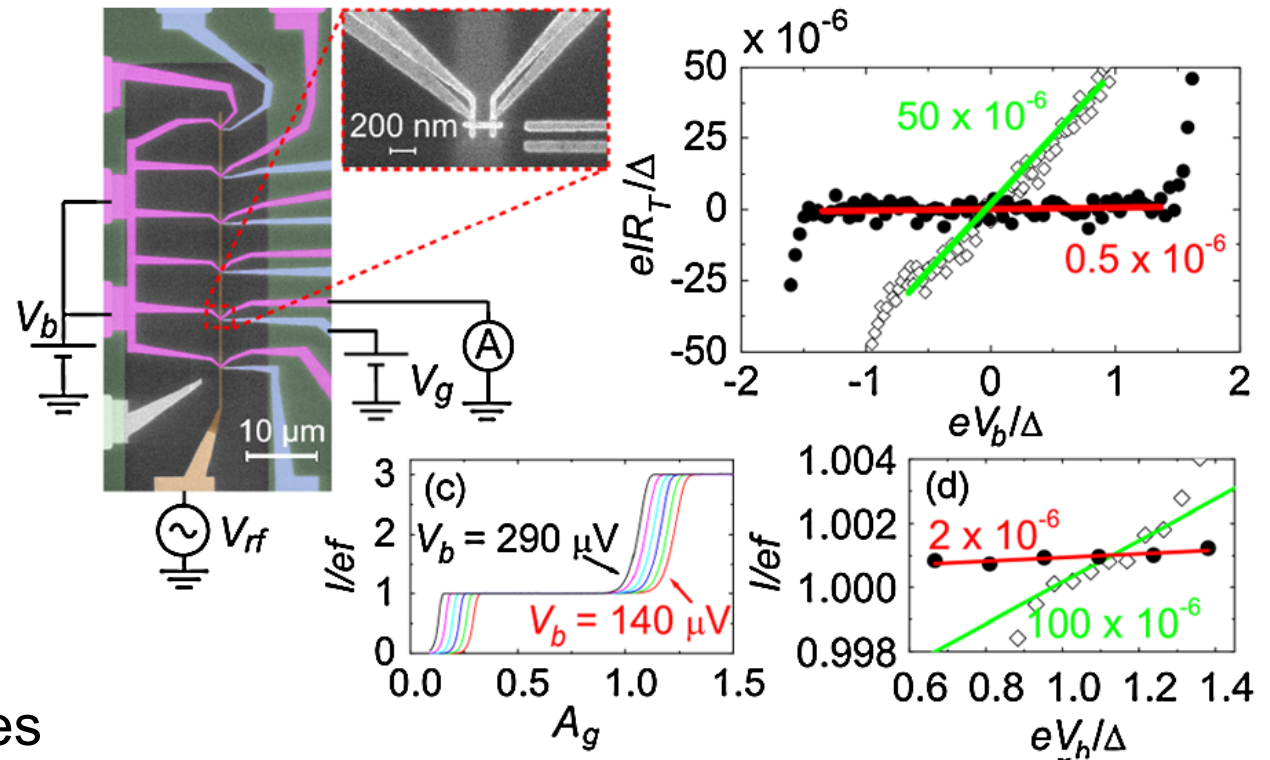 200 nm
V_b
A
V_g
10 μm
V_rf
x 10^-6
50
25
0
-25
-50
eIR_T/Δ
50 x 10^-6
0.5 x 10^-6
-2 -1 0 1 2
eV_b/Δ
(c)
3
2
1
0
I/ef
V_b = 290 μV
V_b = 140 μV
0.0 0.5 1.0 1.5
A_g
(d)
1.004
1.002
1.000
0.998
I/ef
2 x 10^-6
100 x 10^-6
0.6 0.8 1.0 1.2 1.4
eV_b/Δ
es